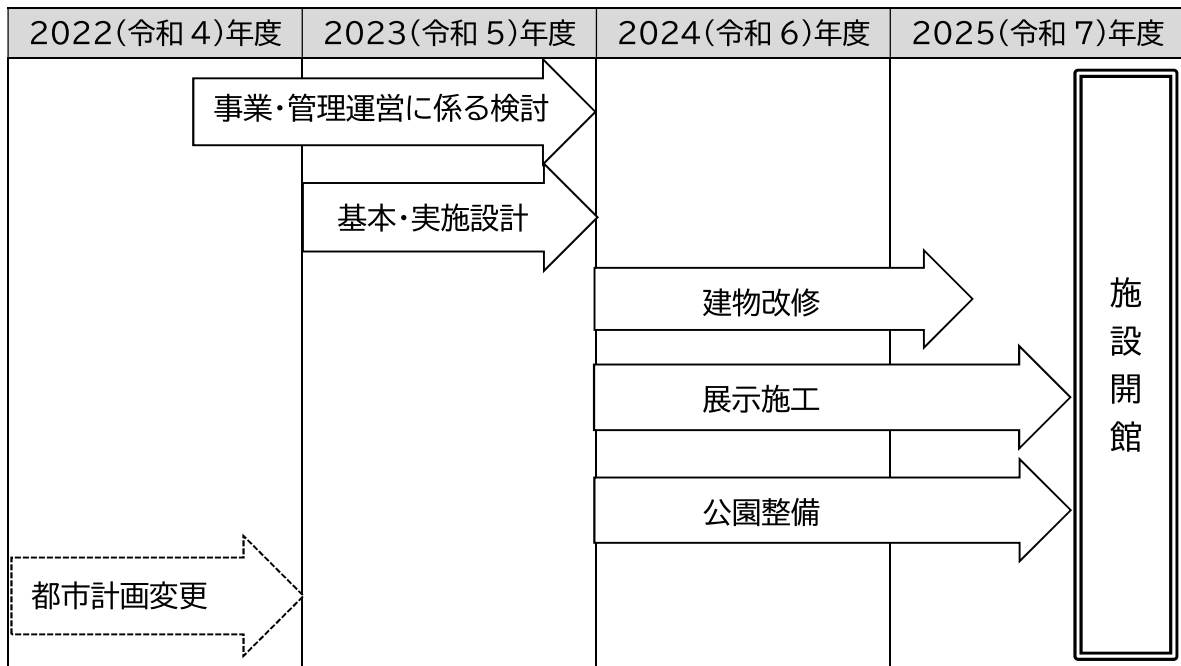 2022(令和4)年度
2023(令和5)年度
2024(令和6)年度
2025(令和7)年度
事業・管理運営に係る検討
基本・実施設計
建物改修
展示施工
公園整備
都市計画変更
施設開館